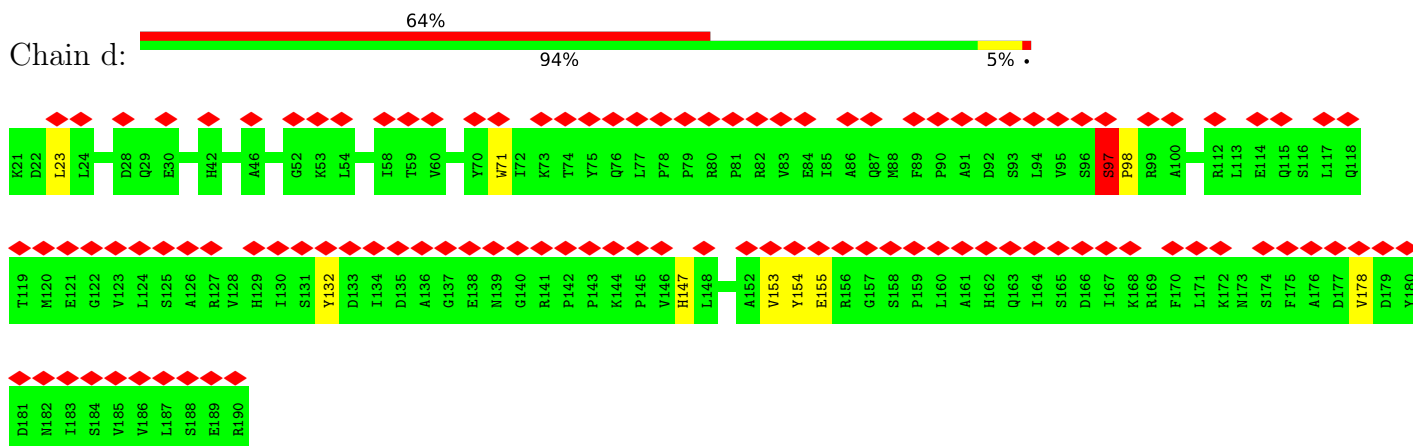 64%
Chain d:
94% 5% •
K21 D22 L23 L24 D28 Q29 E30 H42 A46 G52 K53 L54 I58 T59 V60 Y70 W71 I72 K73 T74 Y75 Q76 L77 P78 P79 R80 P81 R82 V83 E84 I85 A86 Q87 M88 F89 P90 A91 D92 S93 L94 V95 S96 S97 P98 R99 A100 R112 L113 E114 Q115 S116 L117 Q118
T119 M120 E121 G122 V123 L124 S125 A126 R127 V128 H129 I130 S131 Y132 D133 I134 D135 A136 G137 E138 N139 G140 R141 P142 P143 K144 P145 V146 H147 L148 A152 V153 Y154 E155 R156 G157 S158 P159 L160 A161 H162 Q163 I164 S165 D166 I167 K168 R169 F170 L171 K172 N173 S174 F175 A176 D177 V178 D179 Y180
D181 N182 I183 S184 V185 V186 L187 S188 E189 R190